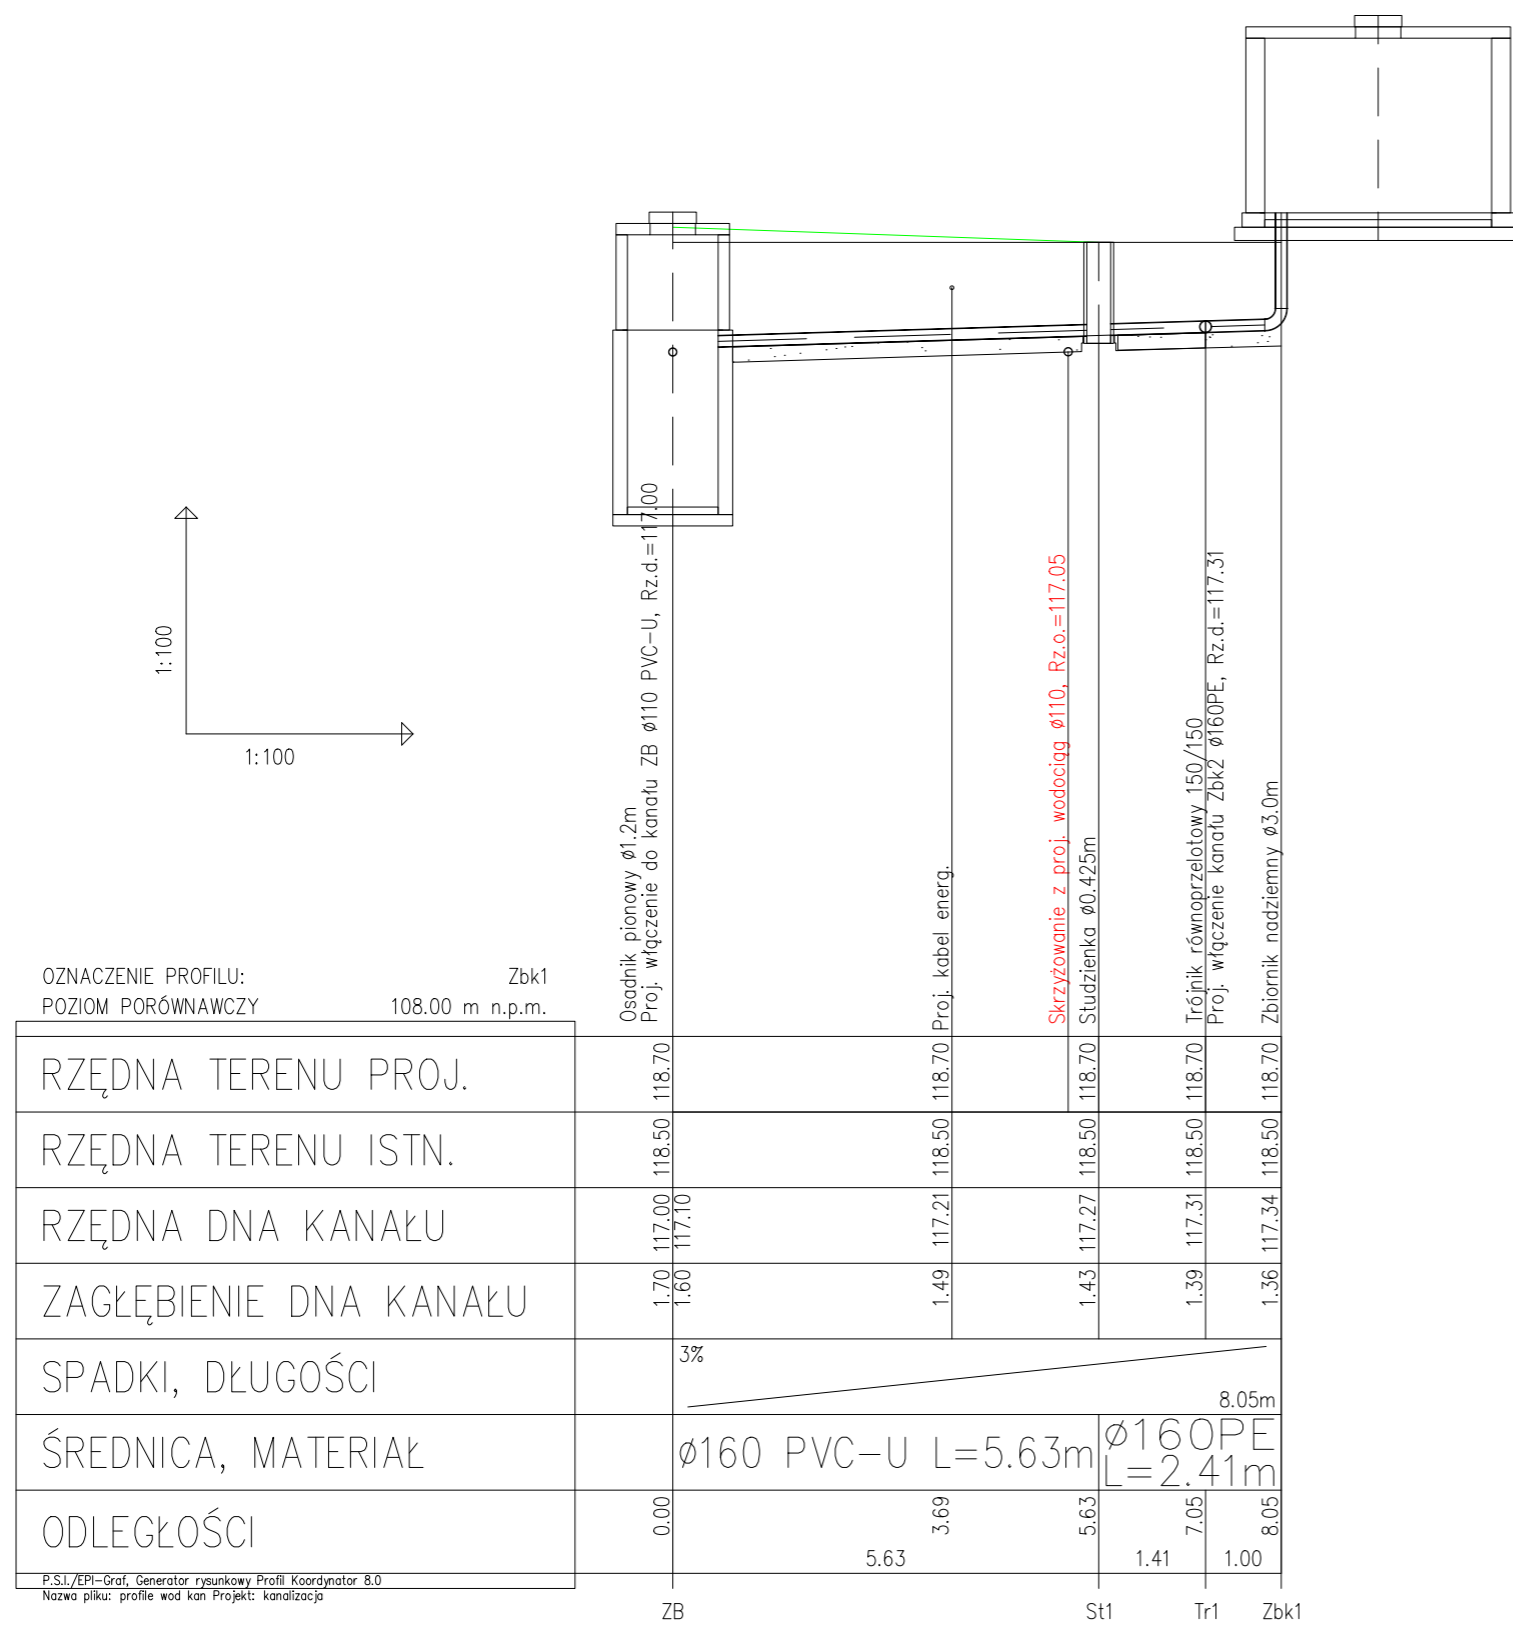 1:100
1:100
Osadnik pionowy ø1.2m
Proj. włączenie do kanału ZB ø110 PVC-U, Rz.d.=117.00
Proj. kabel energ.
Skrzyżowanie z proj. wodociąg ø110, Rz.o.=117.05
Studzienka ø0.425m
Trójnik równoprzelotowy 150/150
Proj. włączenie kanału Zbk2 ø160PE, Rz.d.=117.31
Zbiornik nadziemny ø3.0m
OZNACZENIE PROFILU: Zbk1
POZIOM PORÓWNAWCZY 108.00 m n.p.m.
RZĘDNA TERENU PROJ. 118.70 118.70 118.70 118.70 118.70
RZĘDNA TERENU ISTN. 118.50 118.50 118.50 118.50 118.50
RZĘDNA DNA KANAŁU 117.00 117.10 117.21 117.27 117.31 117.34
ZAGŁĘBIENIE DNA KANAŁU 1.70 1.60 1.49 1.43 1.39 1.36
SPADKI, DŁUGOŚCI 3% 8.05m
ŚREDNICA, MATERIAŁ ø160 PVC-U L=5.63m
ø160PE
L=2.41m
ODLEGŁOŚCI 0.00 3.69 5.63 7.05 8.05
5.63 1.41 1.00
P.S.I./EPI-Graf, Generator rysunkowy Profil Koordynator 8.0
Nazwa pliku: profile wod kan Projekt: kanalizacja
ZB St1 Tr1 Zbk1